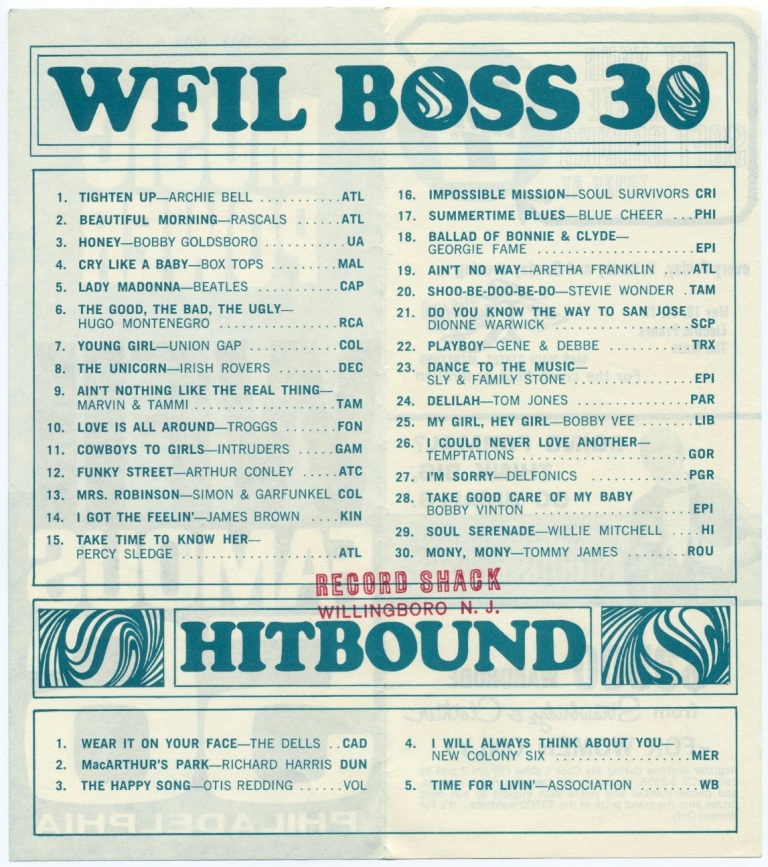 WFIL BOSS 30
1. TIGHTEN UP—ARCHIE BELL ...........ATL
2. BEAUTIFUL MORNING—RASCALS ....ATL
3. HONEY—BOBBY GOLDSBORO ............UA
4. CRY LIKE A BABY—BOX TOPS ........MAL
5. LADY MADONNA—BEATLES ..........CAP
6. THE GOOD, THE BAD, THE UGLY—
HUGO MONTENEGRO .................RCA
7. YOUNG GIRL—UNION GAP ............COL
8. THE UNICORN—IRISH ROVERS .......DEC
9. AIN'T NOTHING LIKE THE REAL THING—
MARVIN & TAMMI ...................TAM
10. LOVE IS ALL AROUND—TROGGS .....FON
11. COWBOYS TO GIRLS—INTRUDERS ....GAM
12. FUNKY STREET—ARTHUR CONLEY ....ATC
13. MRS. ROBINSON—SIMON & GARFUNKEL COL
14. I GOT THE FEELIN'—JAMES BROWN ....KIN
15. TAKE TIME TO KNOW HER—
PERCY SLEDGE ......................ATL
16. IMPOSSIBLE MISSION—SOUL SURVIVORS CRI
17. SUMMERTIME BLUES—BLUE CHEER ...PHI
18. BALLAD OF BONNIE & CLYDE—
GEORGIE FAME .......................EPI
19. AIN'T NO WAY—ARETHA FRANKLIN ...ATL
20. SHOO-BE-DOO-BE-DO—STEVIE WONDER .TAM
21. DO YOU KNOW THE WAY TO SAN JOSE
DIONNE WARWICK ...................SCP
22. PLAYBOY—GENE & DEBBE ............TRX
23. DANCE TO THE MUSIC—
SLY & FAMILY STONE ................EPI
24. DELILAH—TOM JONES ...............PAR
25. MY GIRL, HEY GIRL—BOBBY VEE ......LIB
26. I COULD NEVER LOVE ANOTHER—
TEMPTATIONS .......................GOR
27. I'M SORRY—DELFONICS ..............PGR
28. TAKE GOOD CARE OF MY BABY
BOBBY VINTON ......................EPI
29. SOUL SERENADE—WILLIE MITCHELL ....HI
30. MONY, MONY—TOMMY JAMES ........ROU
RECORD SHACK
WILLINGBORO N. J.
HITBOUND
1. WEAR IT ON YOUR FACE—THE DELLS ..CAD
2. MacARTHUR'S PARK—RICHARD HARRIS DUN
3. THE HAPPY SONG—OTIS REDDING ......VOL
4. I WILL ALWAYS THINK ABOUT YOU—
NEW COLONY SIX ....................MER
5. TIME FOR LIVIN'—ASSOCIATION ........WB